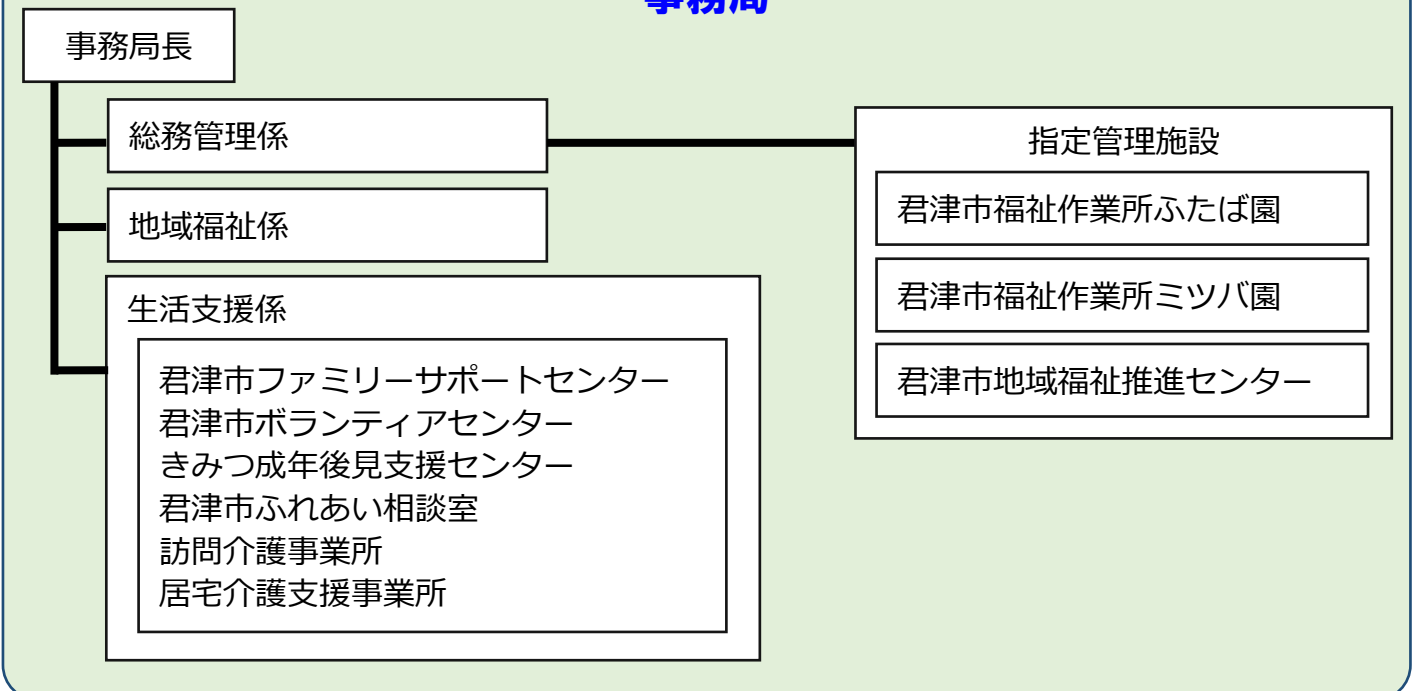 事務局
事務局長
総務管理係
地域福祉係
生活支援係
君津市ファミリーサポートセンター
君津市ボランティアセンター
きみつ成年後見支援センター
君津市ふれあい相談室
訪問介護事業所
居宅介護支援事業所
指定管理施設
君津市福祉作業所ふたば園
君津市福祉作業所ミツバ園
君津市地域福祉推進センター